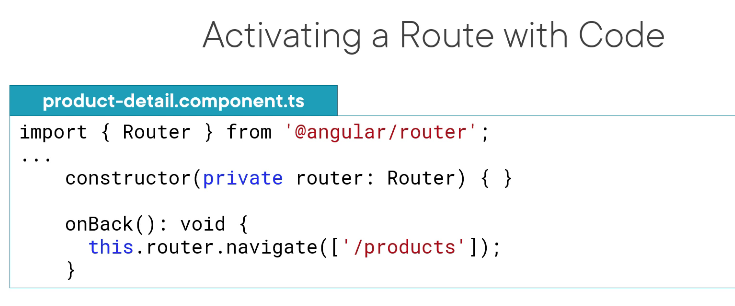 Activating a Route with Code
product-detail.component.ts
import { Router } from '@angular/router';
...
constructor(private router: Router) { }
onBack(): void {
this.router.navigate(['/products']);
}